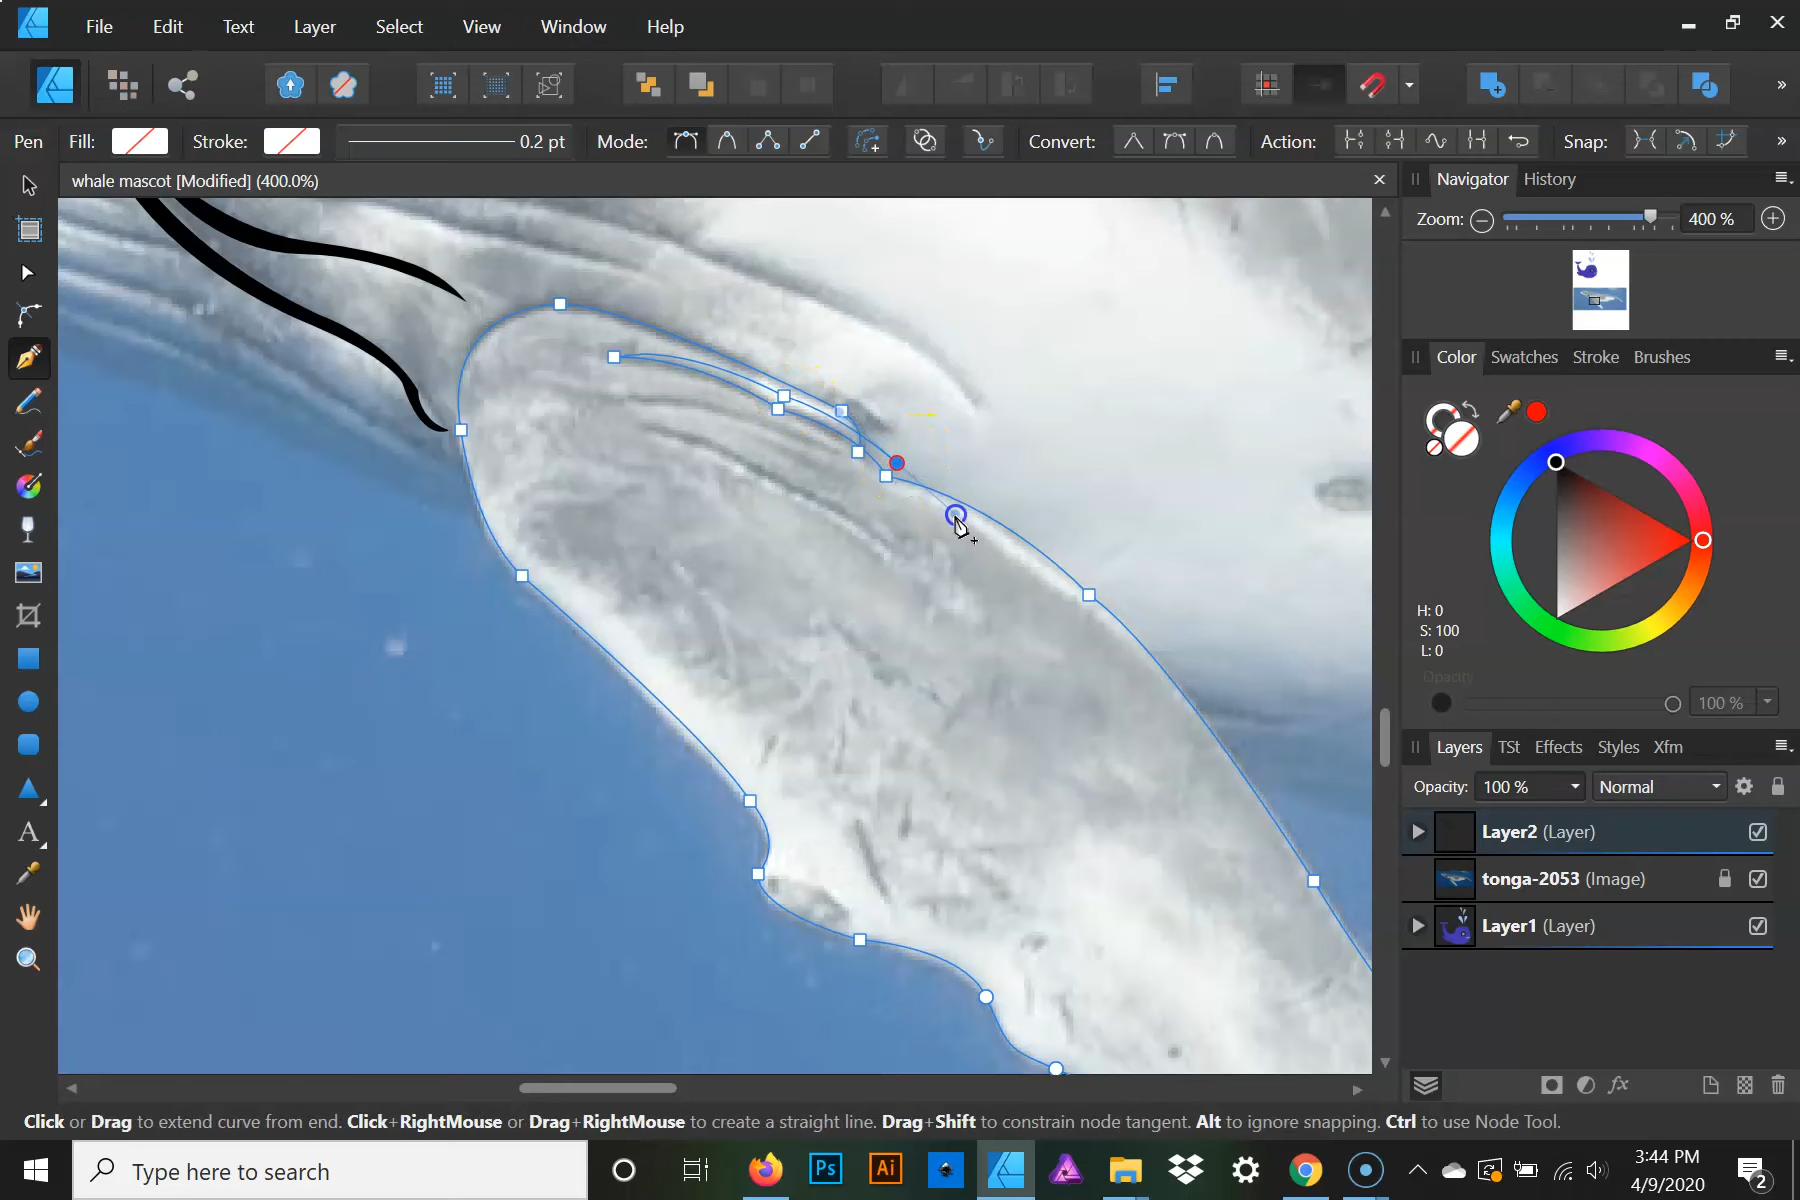 File Edit Text Layer Select View Window Help
Pen Fill: Stroke: 0.2 pt Mode: Convert: Action: Snap:
whale mascot [Modified] (400.0%)
Navigator History
Zoom: 400 %
Color Swatches Stroke Brushes
H: 0
S: 100
L: 0
Opacity
100 %
Layers TSt Effects Styles Xfm
Opacity: 100 % Normal
Layer2 (Layer)
tonga-2053 (Image)
Layer1 (Layer)
Click or Drag to extend curve from end. Click+RightMouse or Drag+RightMouse to create a straight line. Drag+Shift to constrain node tangent. Alt to ignore snapping. Ctrl to use Node Tool.
Type here to search
Ps
Ai
3:44 PM
4/9/2020
2